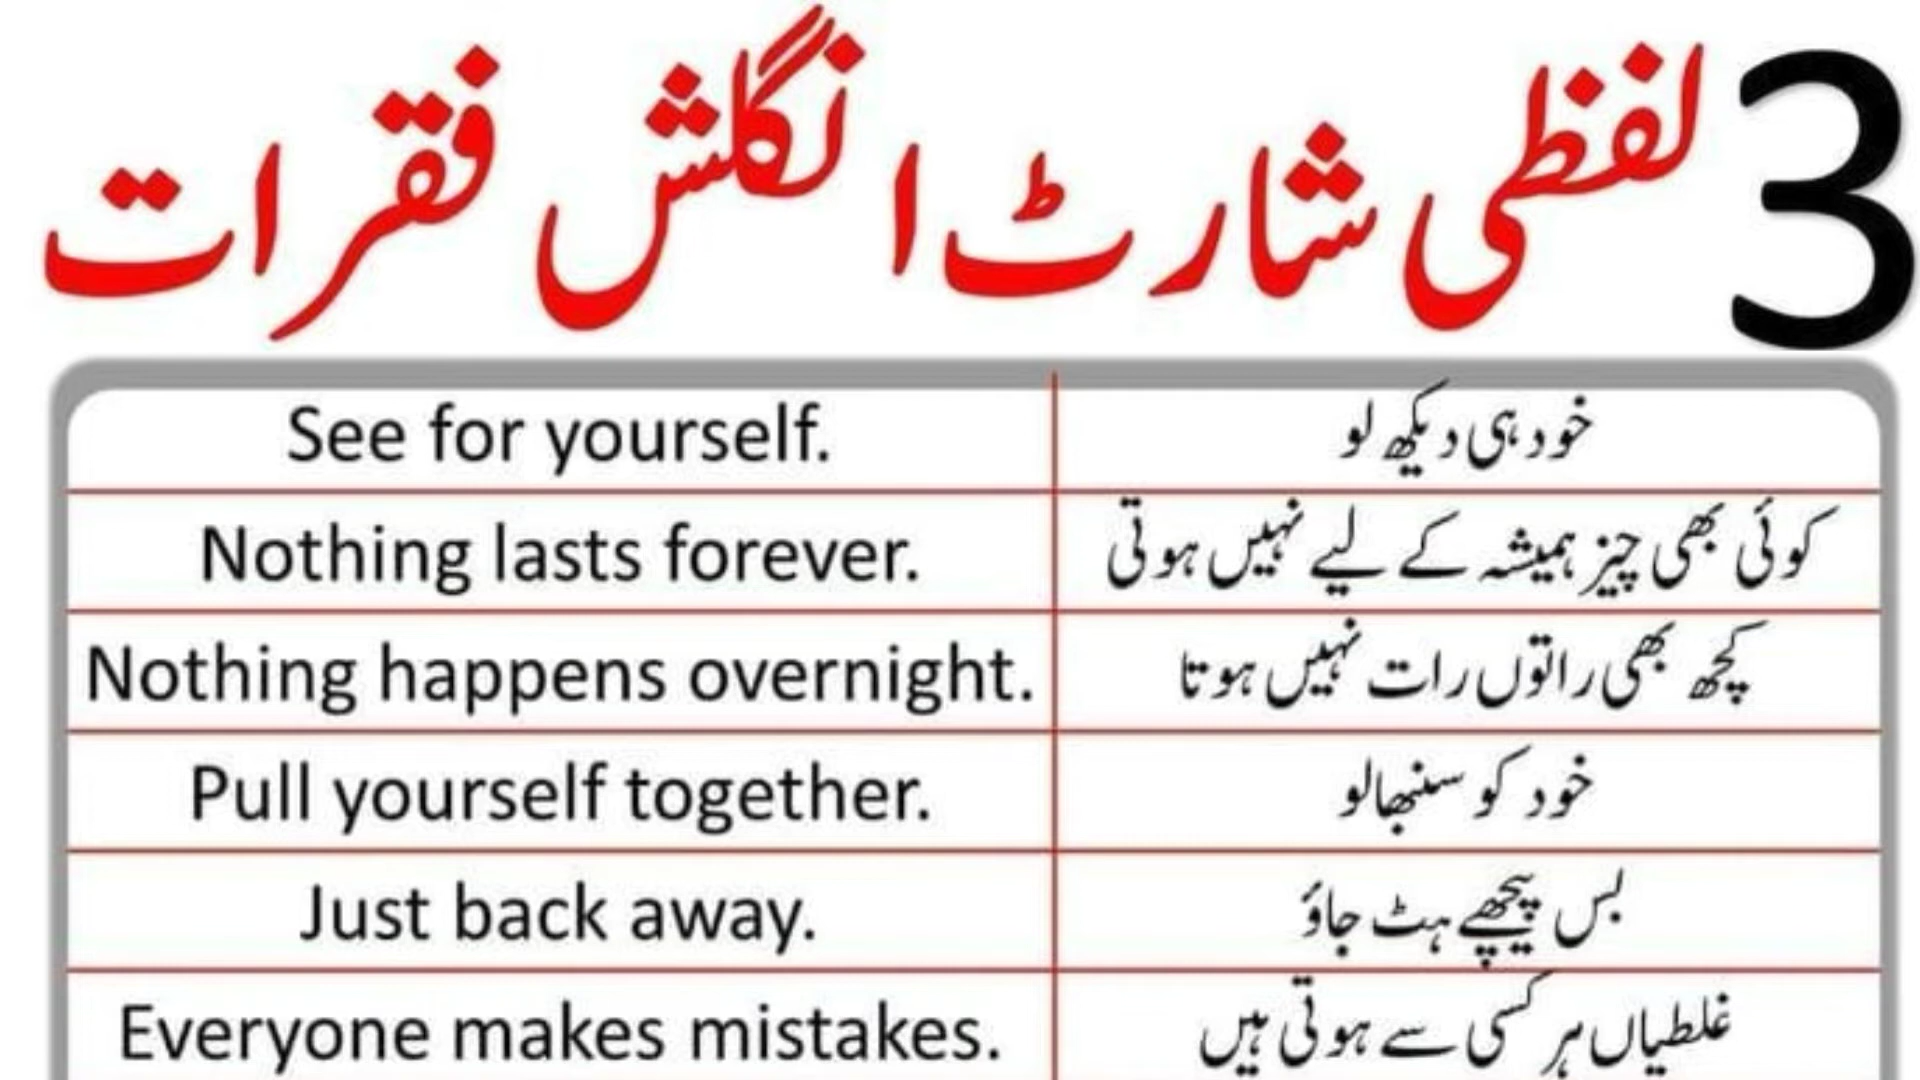 3 لفظی شارٹ انگلش فقرات
See for yourself. خود ہی دیکھ لو
Nothing lasts forever. کوئی بھی چیز ہمیشہ کے لیے نہیں ہوتی
Nothing happens overnight. کچھ بھی راتوں رات نہیں ہوتا
Pull yourself together. خود کو سنبھالو
Just back away. بس پیچھے ہٹ جاؤ
Everyone makes mistakes. غلطیاں ہر کسی سے ہوتی ہیں